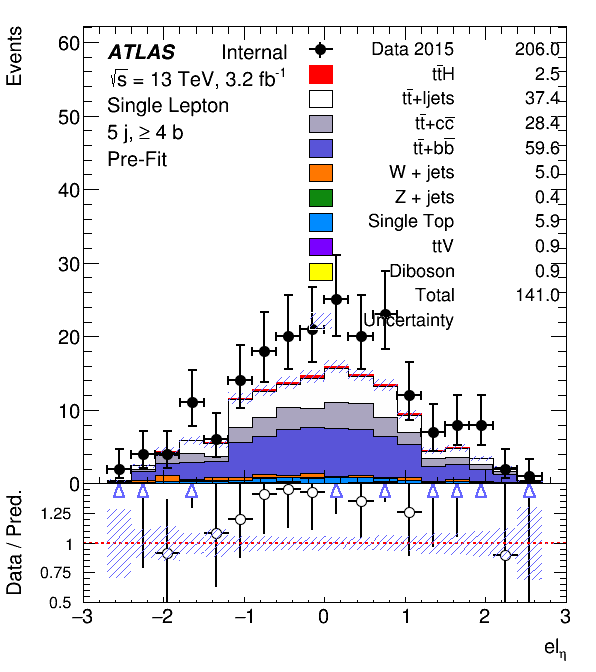 Events
60
50
40
30
20
10
0
ATLAS Internal
√s = 13 TeV, 3.2 fb-1
Single Lepton
5 j, ≥ 4 b
Pre-Fit
Data 2015 206.0
tt̄H 2.5
tt̄+ljets 37.4
tt̄+cc̄ 28.4
tt̄+bb̄ 59.6
W + jets 5.0
Z + jets 0.4
Single Top 5.9
ttV 0.9
Diboson 0.9
Total 141.0
Uncertainty
Data / Pred.
1.25
1
0.75
0.5
−3 −2 −1 0 1 2 3
elη